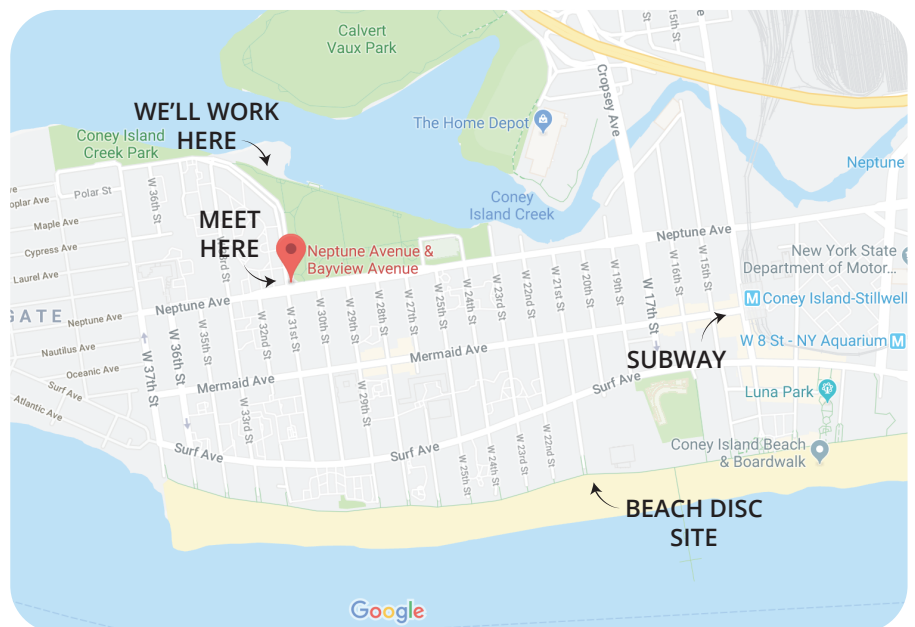 Calvert
Vaux Park
15th St
Cropsey Ave
WE'LL WORK
HERE
The Home Depot
Coney Island
Creek Park
Neptune
Polar St
W 36th St
Coney
Island Creek
Maple Ave
MEET
HERE
Cypress Ave
Neptune Avenue &
Bayview Avenue
Neptune Ave
New York State
Department of Motor...
Laurel Ave
GATE
Neptune Ave
Neptune Ave
Coney Island-Stillwell
Nautilus Ave
W 37th St
W 36th St
W 35th St
W 32nd St
W 31st St
W 30th St
W 29th St
W 28th St
W 27th St
W 25th St
W 24th St
W 23rd St
W 22nd St
W 21st St
W 20th St
W 19th St
W 17th St
W 16th St
W 15th St
W 8 St - NY Aquarium
Oceanic Ave
Mermaid Ave
Mermaid Ave
SUBWAY
Surf Ave
Atlantic Ave
Surf Ave
Luna Park
W 33rd St
W 29th St
Surf Ave
Surf Ave
Coney Island Beach
& Boardwalk
W 25th St
W 24th St
W 23rd St
W 22nd St
BEACH DISC
SITE
Google